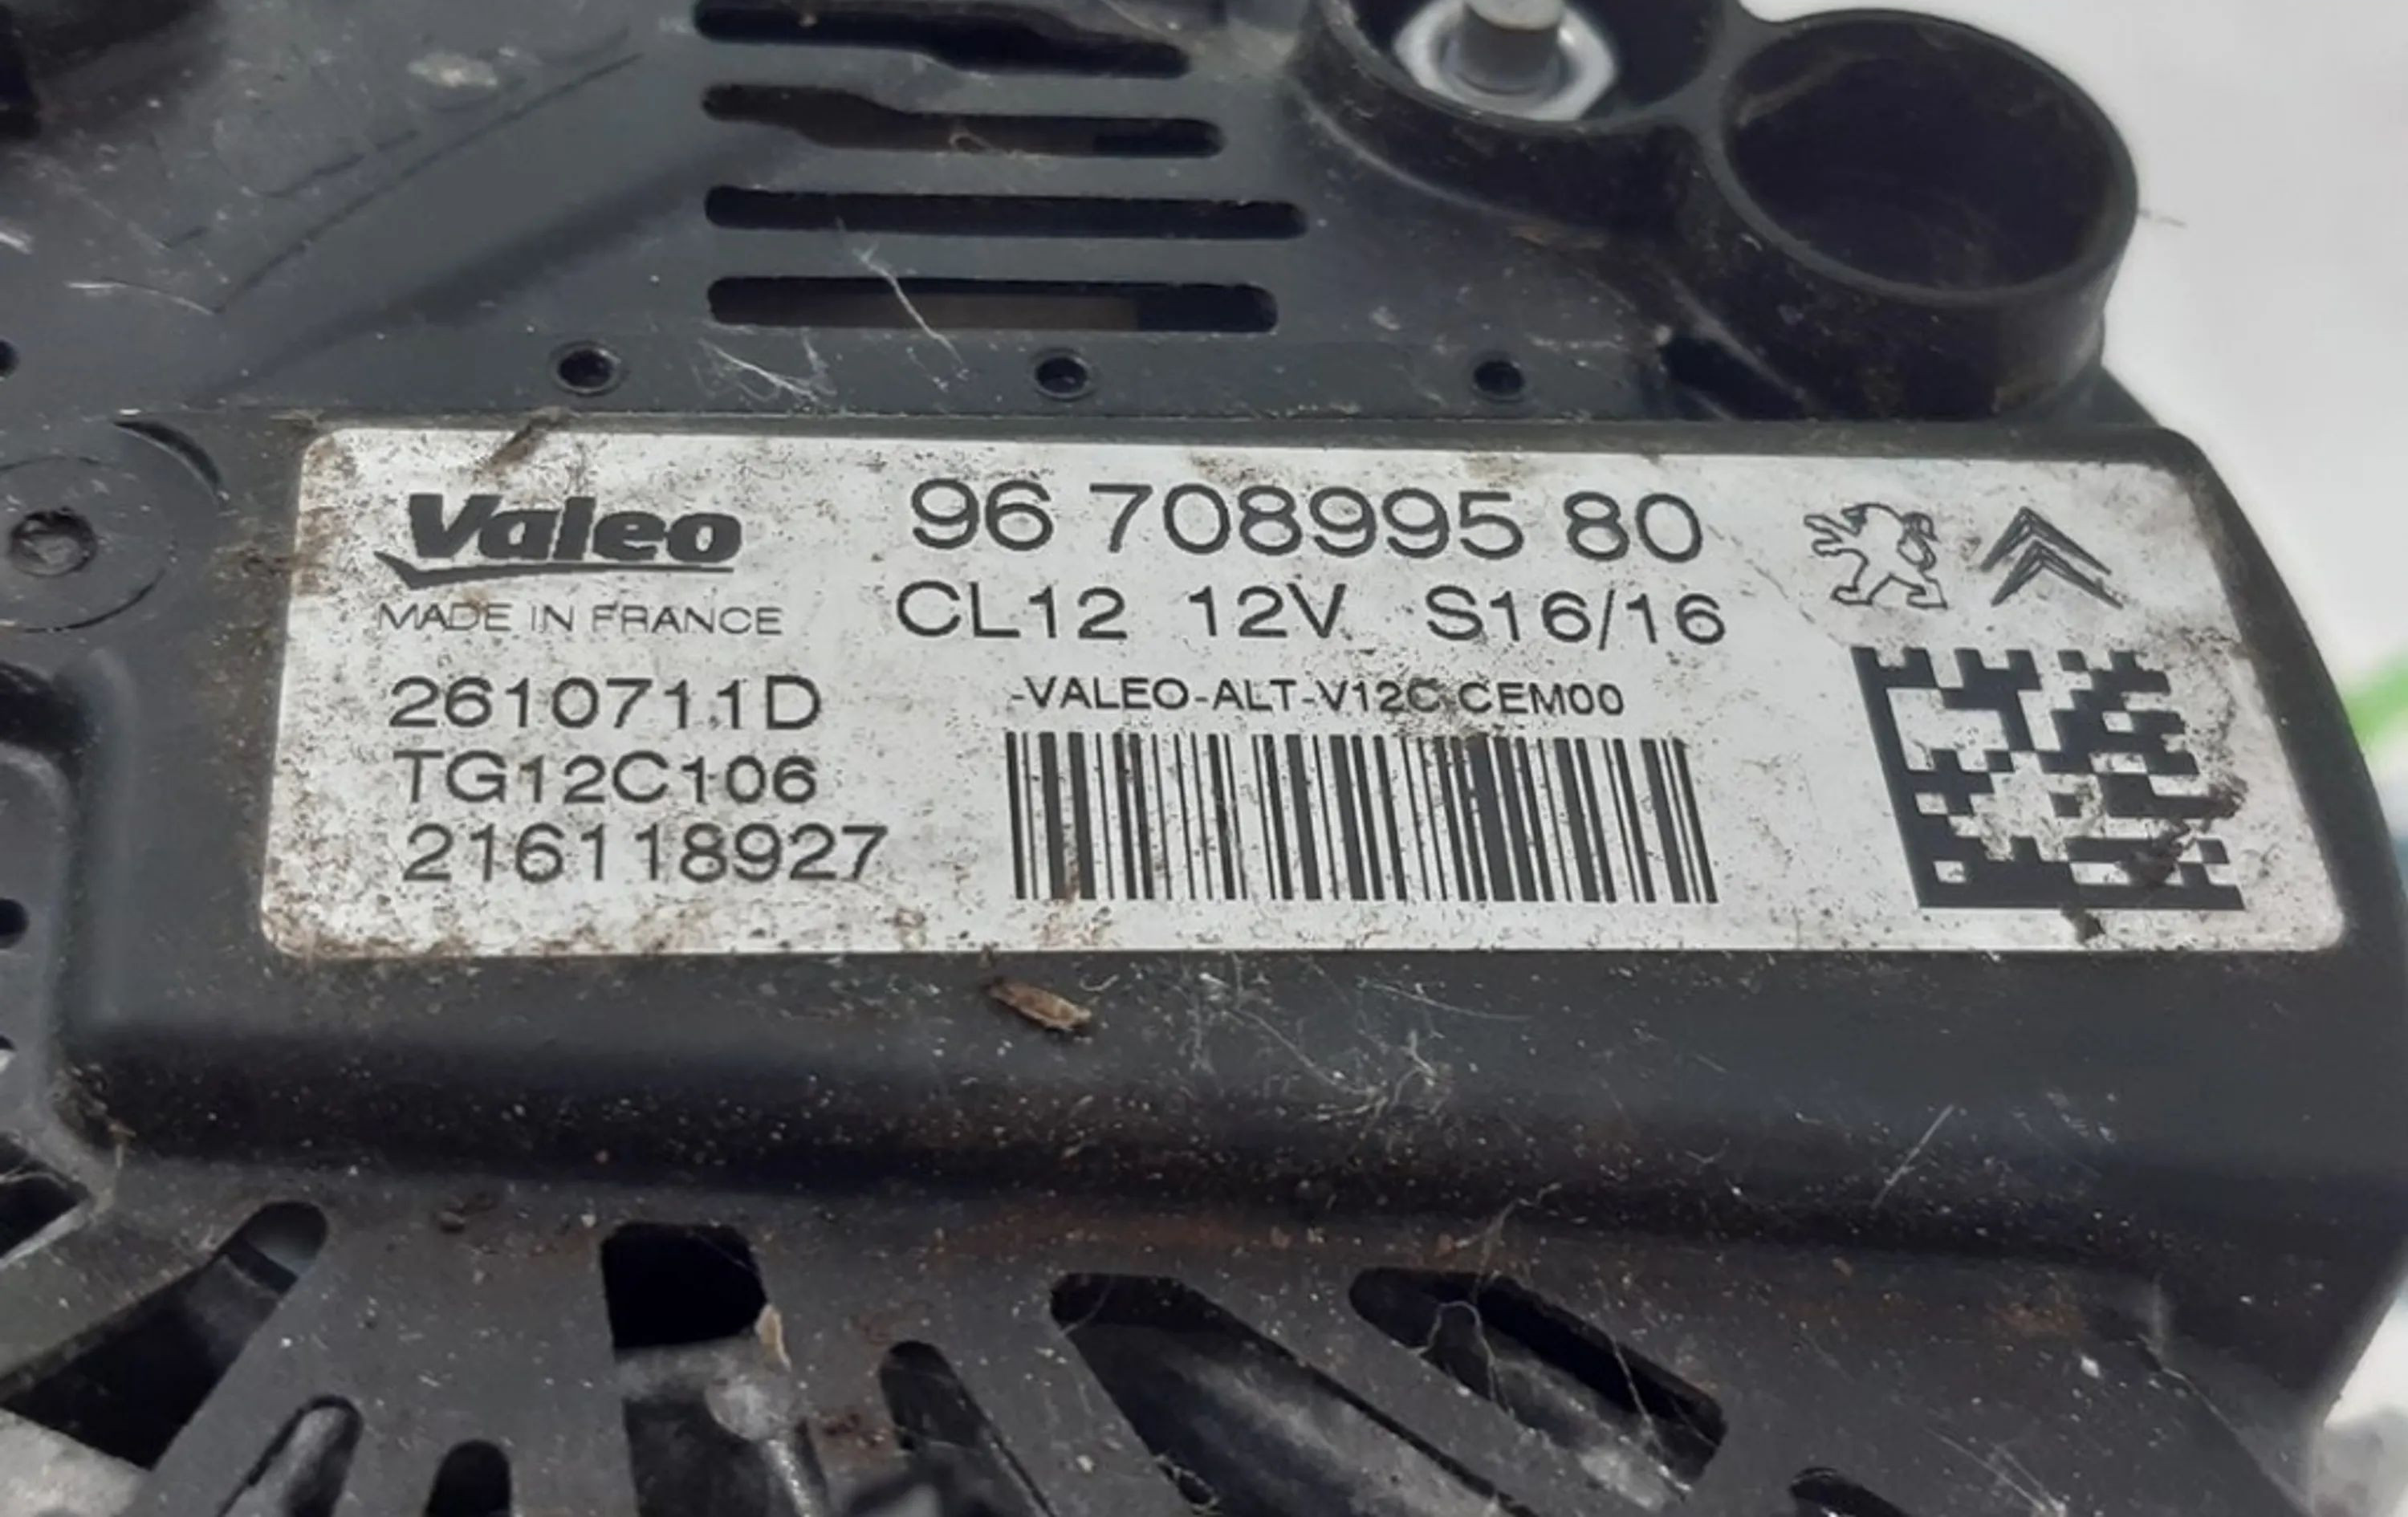 Valeo
MADE IN FRANCE
96 708995 80
CL12 12V S16/16
2610711D
TG12C106
216118927
-VALEO-ALT-V12C CEM00